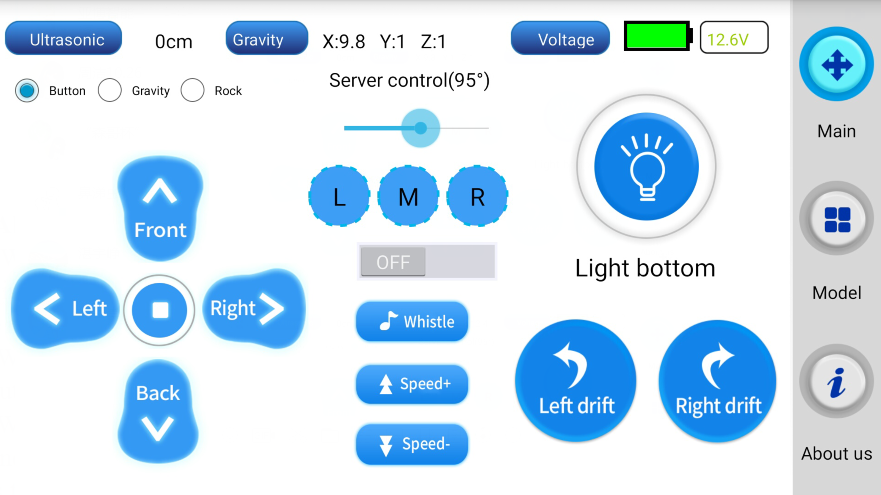 Ultrasonic 0cm Gravity X:9.8 Y:1 Z:1 Voltage 12.6V
Button Gravity Rock
Server control(95°)
L M R
OFF
Front
Left Right
Back
Whistle
Speed+
Speed-
Light bottom
Left drift Right drift
Main
Model
i
About us